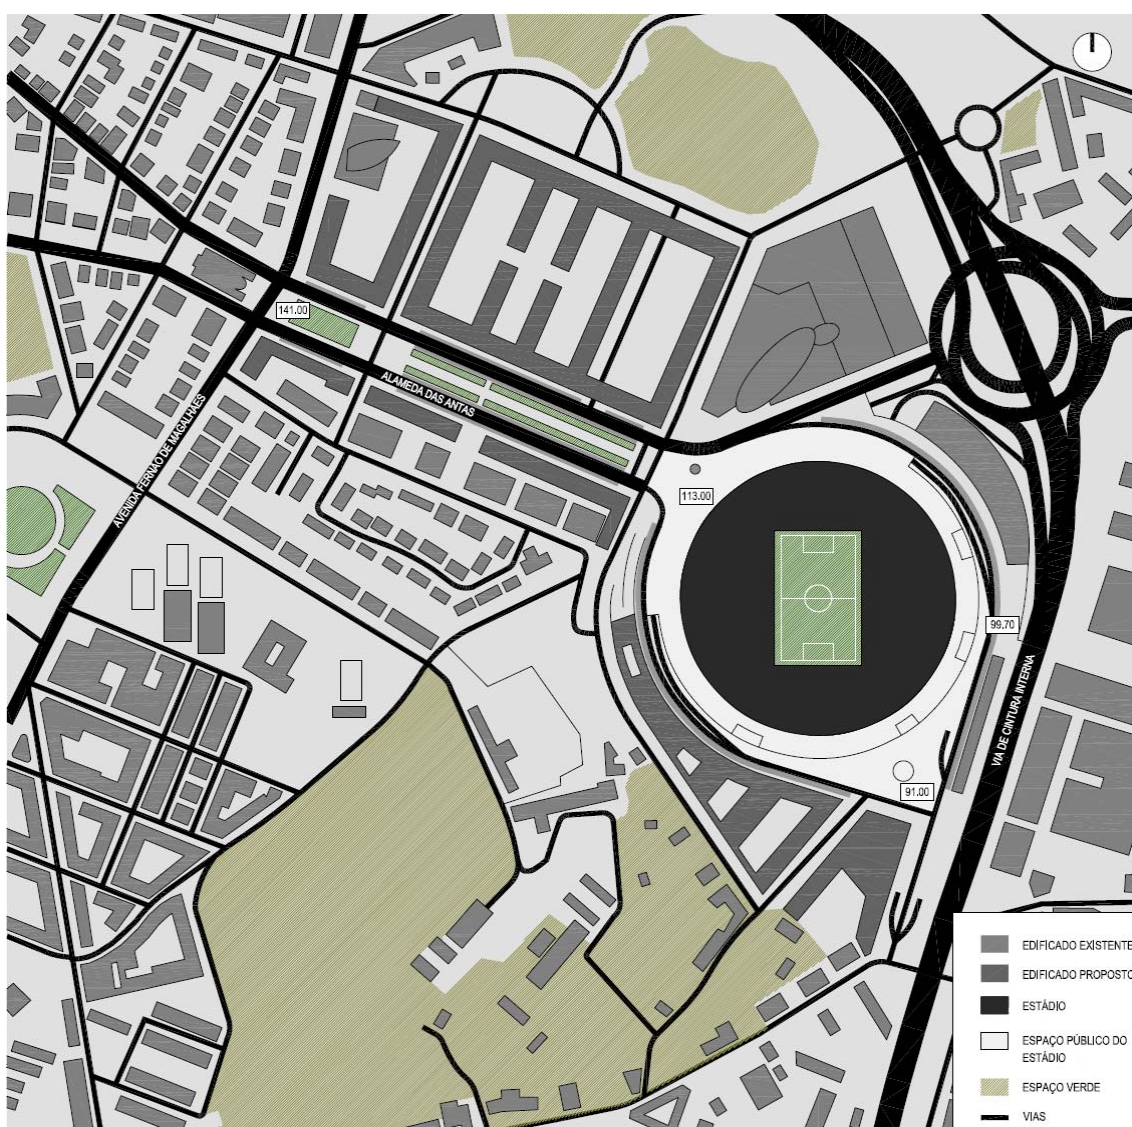 141.00
ALAMEDA DAS ANTAS
AVENIDA FERNÃO DE MAGALHÃES
113.00
99.70
VIA DE CINTURA INTERNA
91.00
EDIFICADO EXISTENTE
EDIFICADO PROPOSTO
ESTÁDIO
ESPAÇO PÚBLICO DO
ESTÁDIO
ESPAÇO VERDE
VIAS